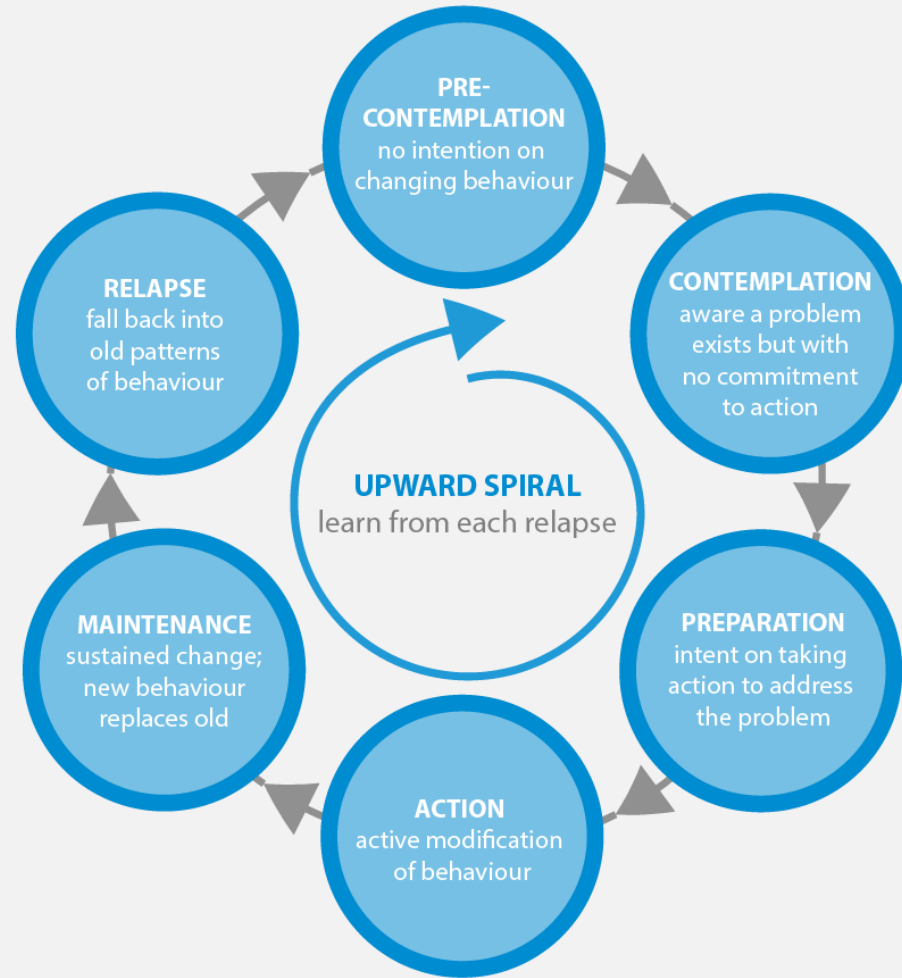 PRE-
CONTEMPLATION
no intention on
changing behaviour
CONTEMPLATION
aware a problem
exists but with
no commitment
to action
PREPARATION
intent on taking
action to address
the problem
ACTION
active modification
of behaviour
MAINTENANCE
sustained change;
new behaviour
replaces old
RELAPSE
fall back into
old patterns
of behaviour
UPWARD SPIRAL
learn from each relapse